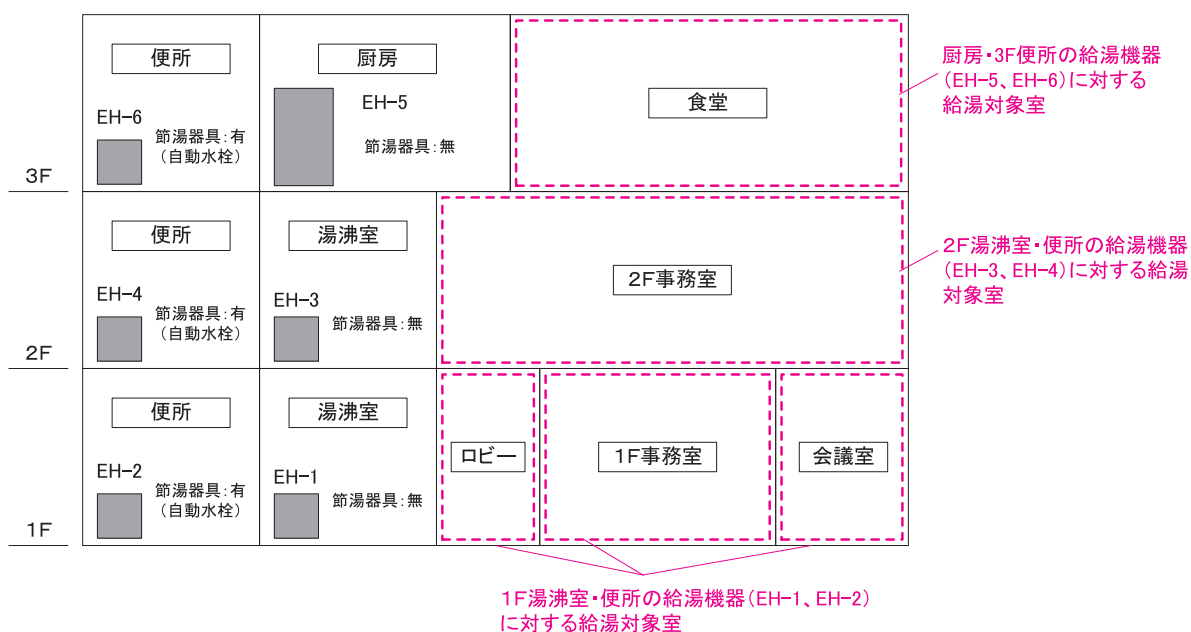 便所
厨房
食堂
EH-6
節湯器具:有
(自動水栓)
EH-5
節湯器具:無
厨房・3F便所の給湯機器
(EH-5、EH-6)に対する
給湯対象室
3F
便所
湯沸室
2F事務室
EH-4
節湯器具:有
(自動水栓)
EH-3
節湯器具:無
2F湯沸室・便所の給湯機器
(EH-3、EH-4)に対する給湯
対象室
2F
便所
湯沸室
ロビー
1F事務室
会議室
EH-2
節湯器具:有
(自動水栓)
EH-1
節湯器具:無
1F
1F湯沸室・便所の給湯機器(EH-1、EH-2)
に対する給湯対象室